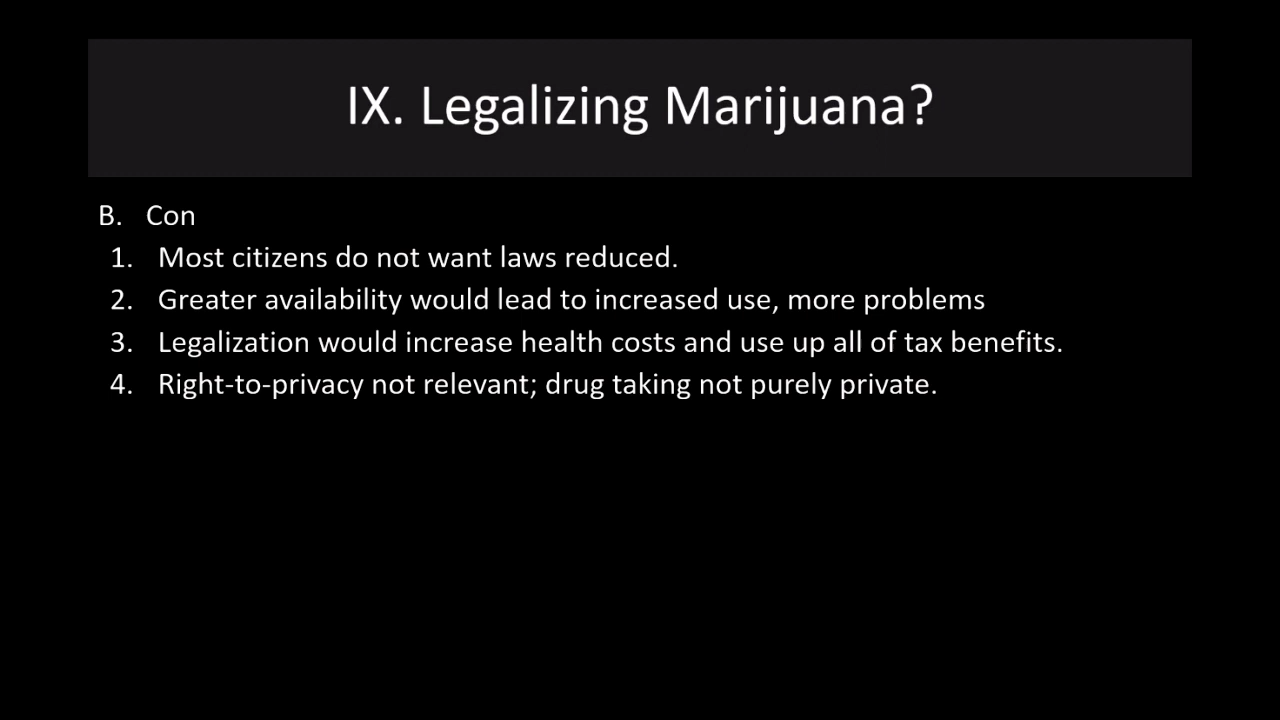 IX. Legalizing Marijuana?
B. Con
1. Most citizens do not want laws reduced.
2. Greater availability would lead to increased use, more problems
3. Legalization would increase health costs and use up all of tax benefits.
4. Right-to-privacy not relevant; drug taking not purely private.